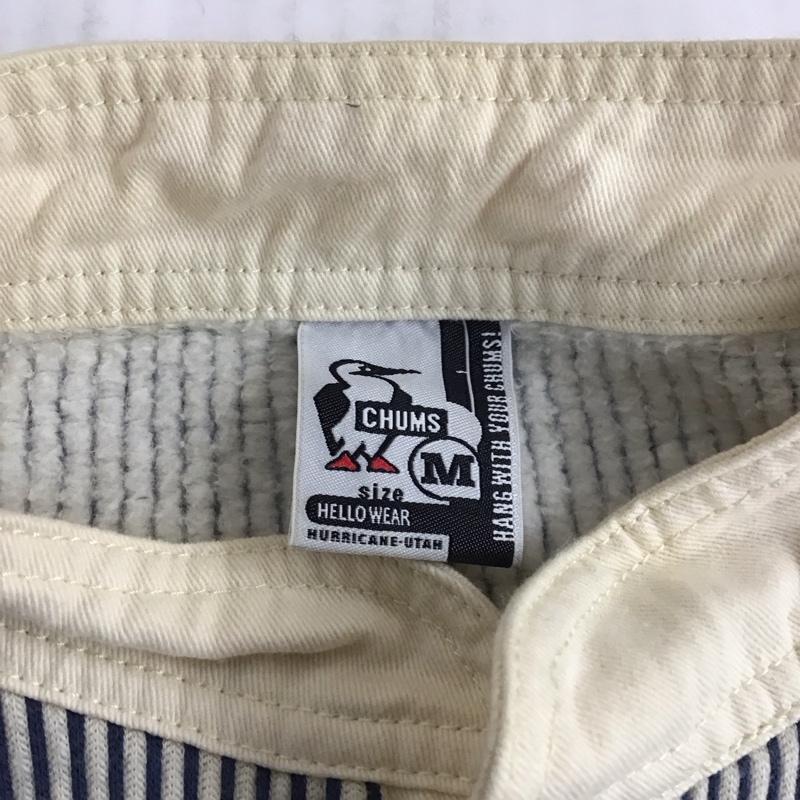 CHUMS
M
size
HELLO WEAR
HURRICANE-UTAH
HANG WITH YOUR CHUMS!